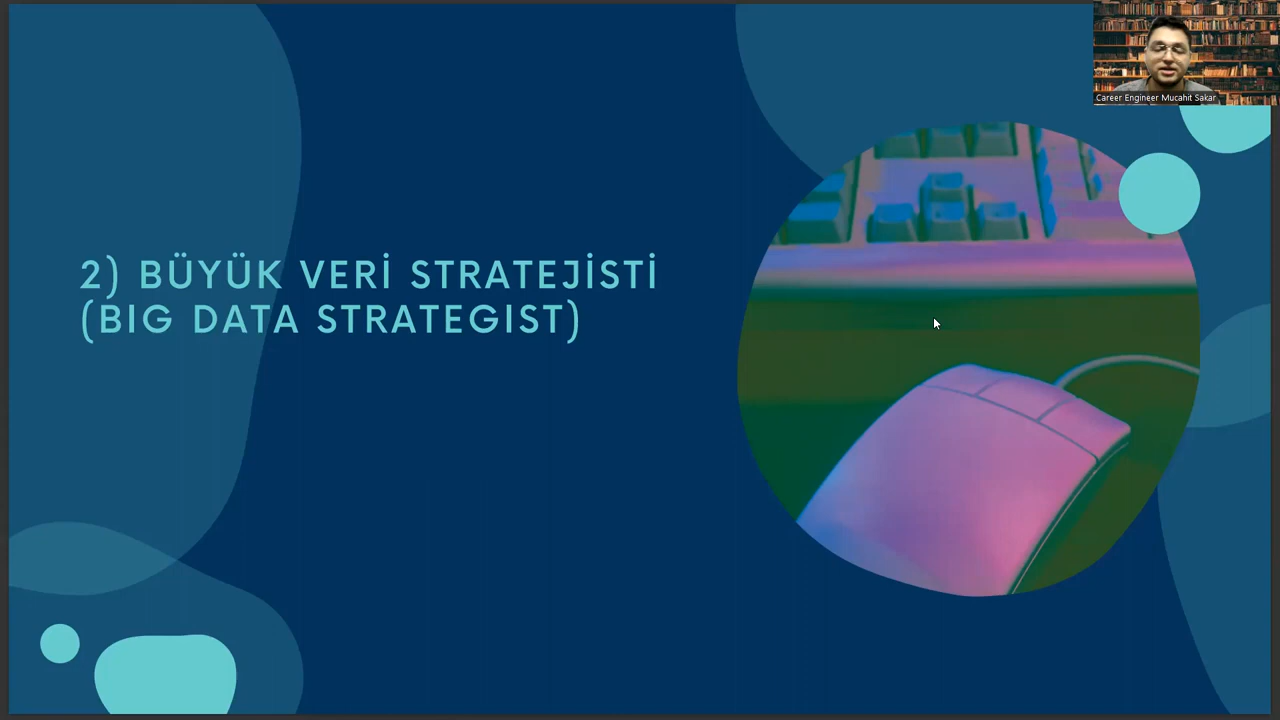 Career Engineer Mucahit Sakar
2) BÜYÜK VERİ STRATEJİSTİ
(BIG DATA STRATEGIST)